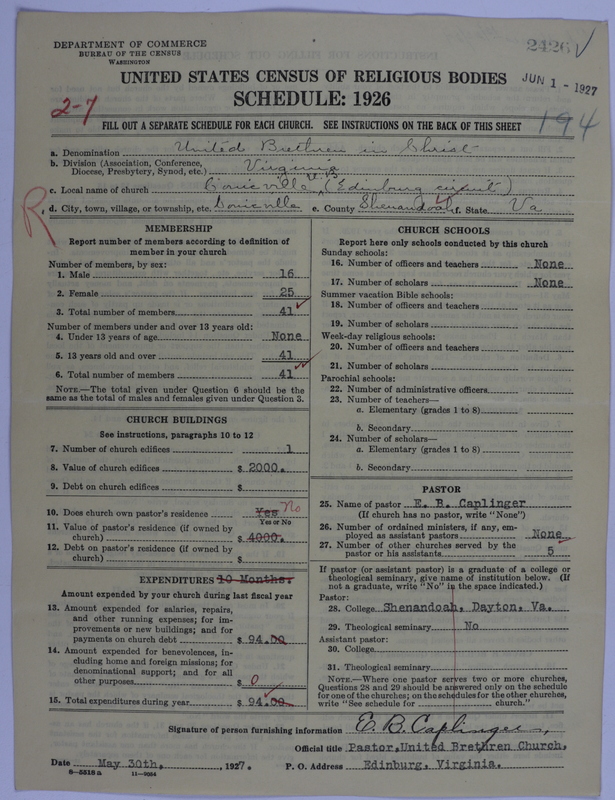 DEPARTMENT OF COMMERCE
BUREAU OF THE CENSUS
WASHINGTON
2426
UNITED STATES CENSUS OF RELIGIOUS BODIES
JUN 1 - 1927
SCHEDULE: 1926
2-7
194
FILL OUT A SEPARATE SCHEDULE FOR EACH CHURCH. SEE INSTRUCTIONS ON THE BACK OF THIS SHEET
a. Denomination United Brethren in Christ
b. Division (Association, Conference, Diocese, Presbytery, Synod, etc.) Virginia
c. Local name of church (Edinburg circuit)
R
d. City, town, village, or township, etc. e. County Shenandoah f. State Va
MEMBERSHIP
Report number of members according to definition of member in your church
Number of members, by sex:
1. Male 16
2. Female 25
3. Total number of members 41
Number of members under and over 13 years old:
4. Under 13 years of age None
5. 13 years old and over 41
6. Total number of members 41
NOTE.—The total given under Question 6 should be the same as the total of males and females given under Question 3.
CHURCH BUILDINGS
See instructions, paragraphs 10 to 12
7. Number of church edifices 1
8. Value of church edifices $ 2000.
9. Debt on church edifices $
10. Does church own pastor's residence Yes No
Yes or No
11. Value of pastor's residence (if owned by church) $ 4000.
12. Debt on pastor's residence (if owned by church) $
EXPENDITURES 10 Months.
Amount expended by your church during last fiscal year
13. Amount expended for salaries, repairs, and other running expenses; for improvements or new buildings; and for payments on church debt $ 94.00
14. Amount expended for benevolences, including home and foreign missions; for denominational support; and for all other purposes $ 0
15. Total expenditures during year $ 94.00
CHURCH SCHOOLS
Report here only schools conducted by this church
Sunday schools:
16. Number of officers and teachers None
17. Number of scholars None
Summer vacation Bible schools:
18. Number of officers and teachers
19. Number of scholars
Week-day religious schools:
20. Number of officers and teachers
21. Number of scholars
Parochial schools:
22. Number of administrative officers
23. Number of teachers—
a. Elementary (grades 1 to 8)
b. Secondary
24. Number of scholars—
a. Elementary (grades 1 to 8)
b. Secondary
PASTOR
25. Name of pastor E. B. Caplinger
(If church has no pastor, write "None")
26. Number of ordained ministers, if any, employed as assistant pastors None
27. Number of other churches served by the pastor or his assistants 5
If pastor (or assistant pastor) is a graduate of a college or theological seminary, give name of institution below. (If not a graduate, write "No" in the space indicated.)
Pastor:
28. College Shenandoah, Dayton, Va.
29. Theological seminary No
Assistant pastor:
30. College
31. Theological seminary
NOTE.—Where one pastor serves two or more churches, Questions 28 and 29 should be answered only on the schedule for one of the churches; on the schedules for the other churches, write "See schedule for church."
Signature of person furnishing information E. B. Caplinger,
Official title Pastor, United Brethren Church,
Date May 30th, 1927. P. O. Address Edinburg, Virginia.
8-5518 a 11-9034